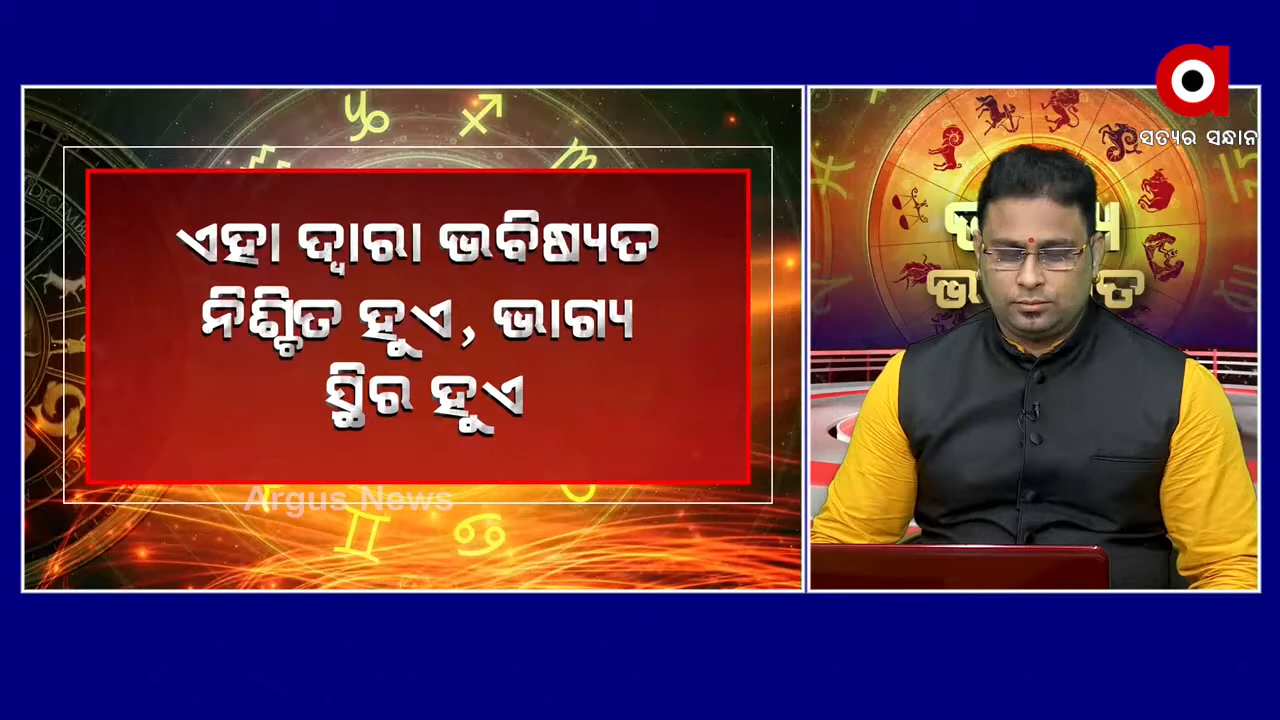 ଏହା ଦ୍ୱାରା ଭବିଷ୍ୟତ
ନିଶ୍ଚିତ ହୁଏ, ଭାଗ୍ୟ
ସ୍ଥିର ହୁଏ
Argus News
ସତ୍ୟର ସନ୍ଧାନ